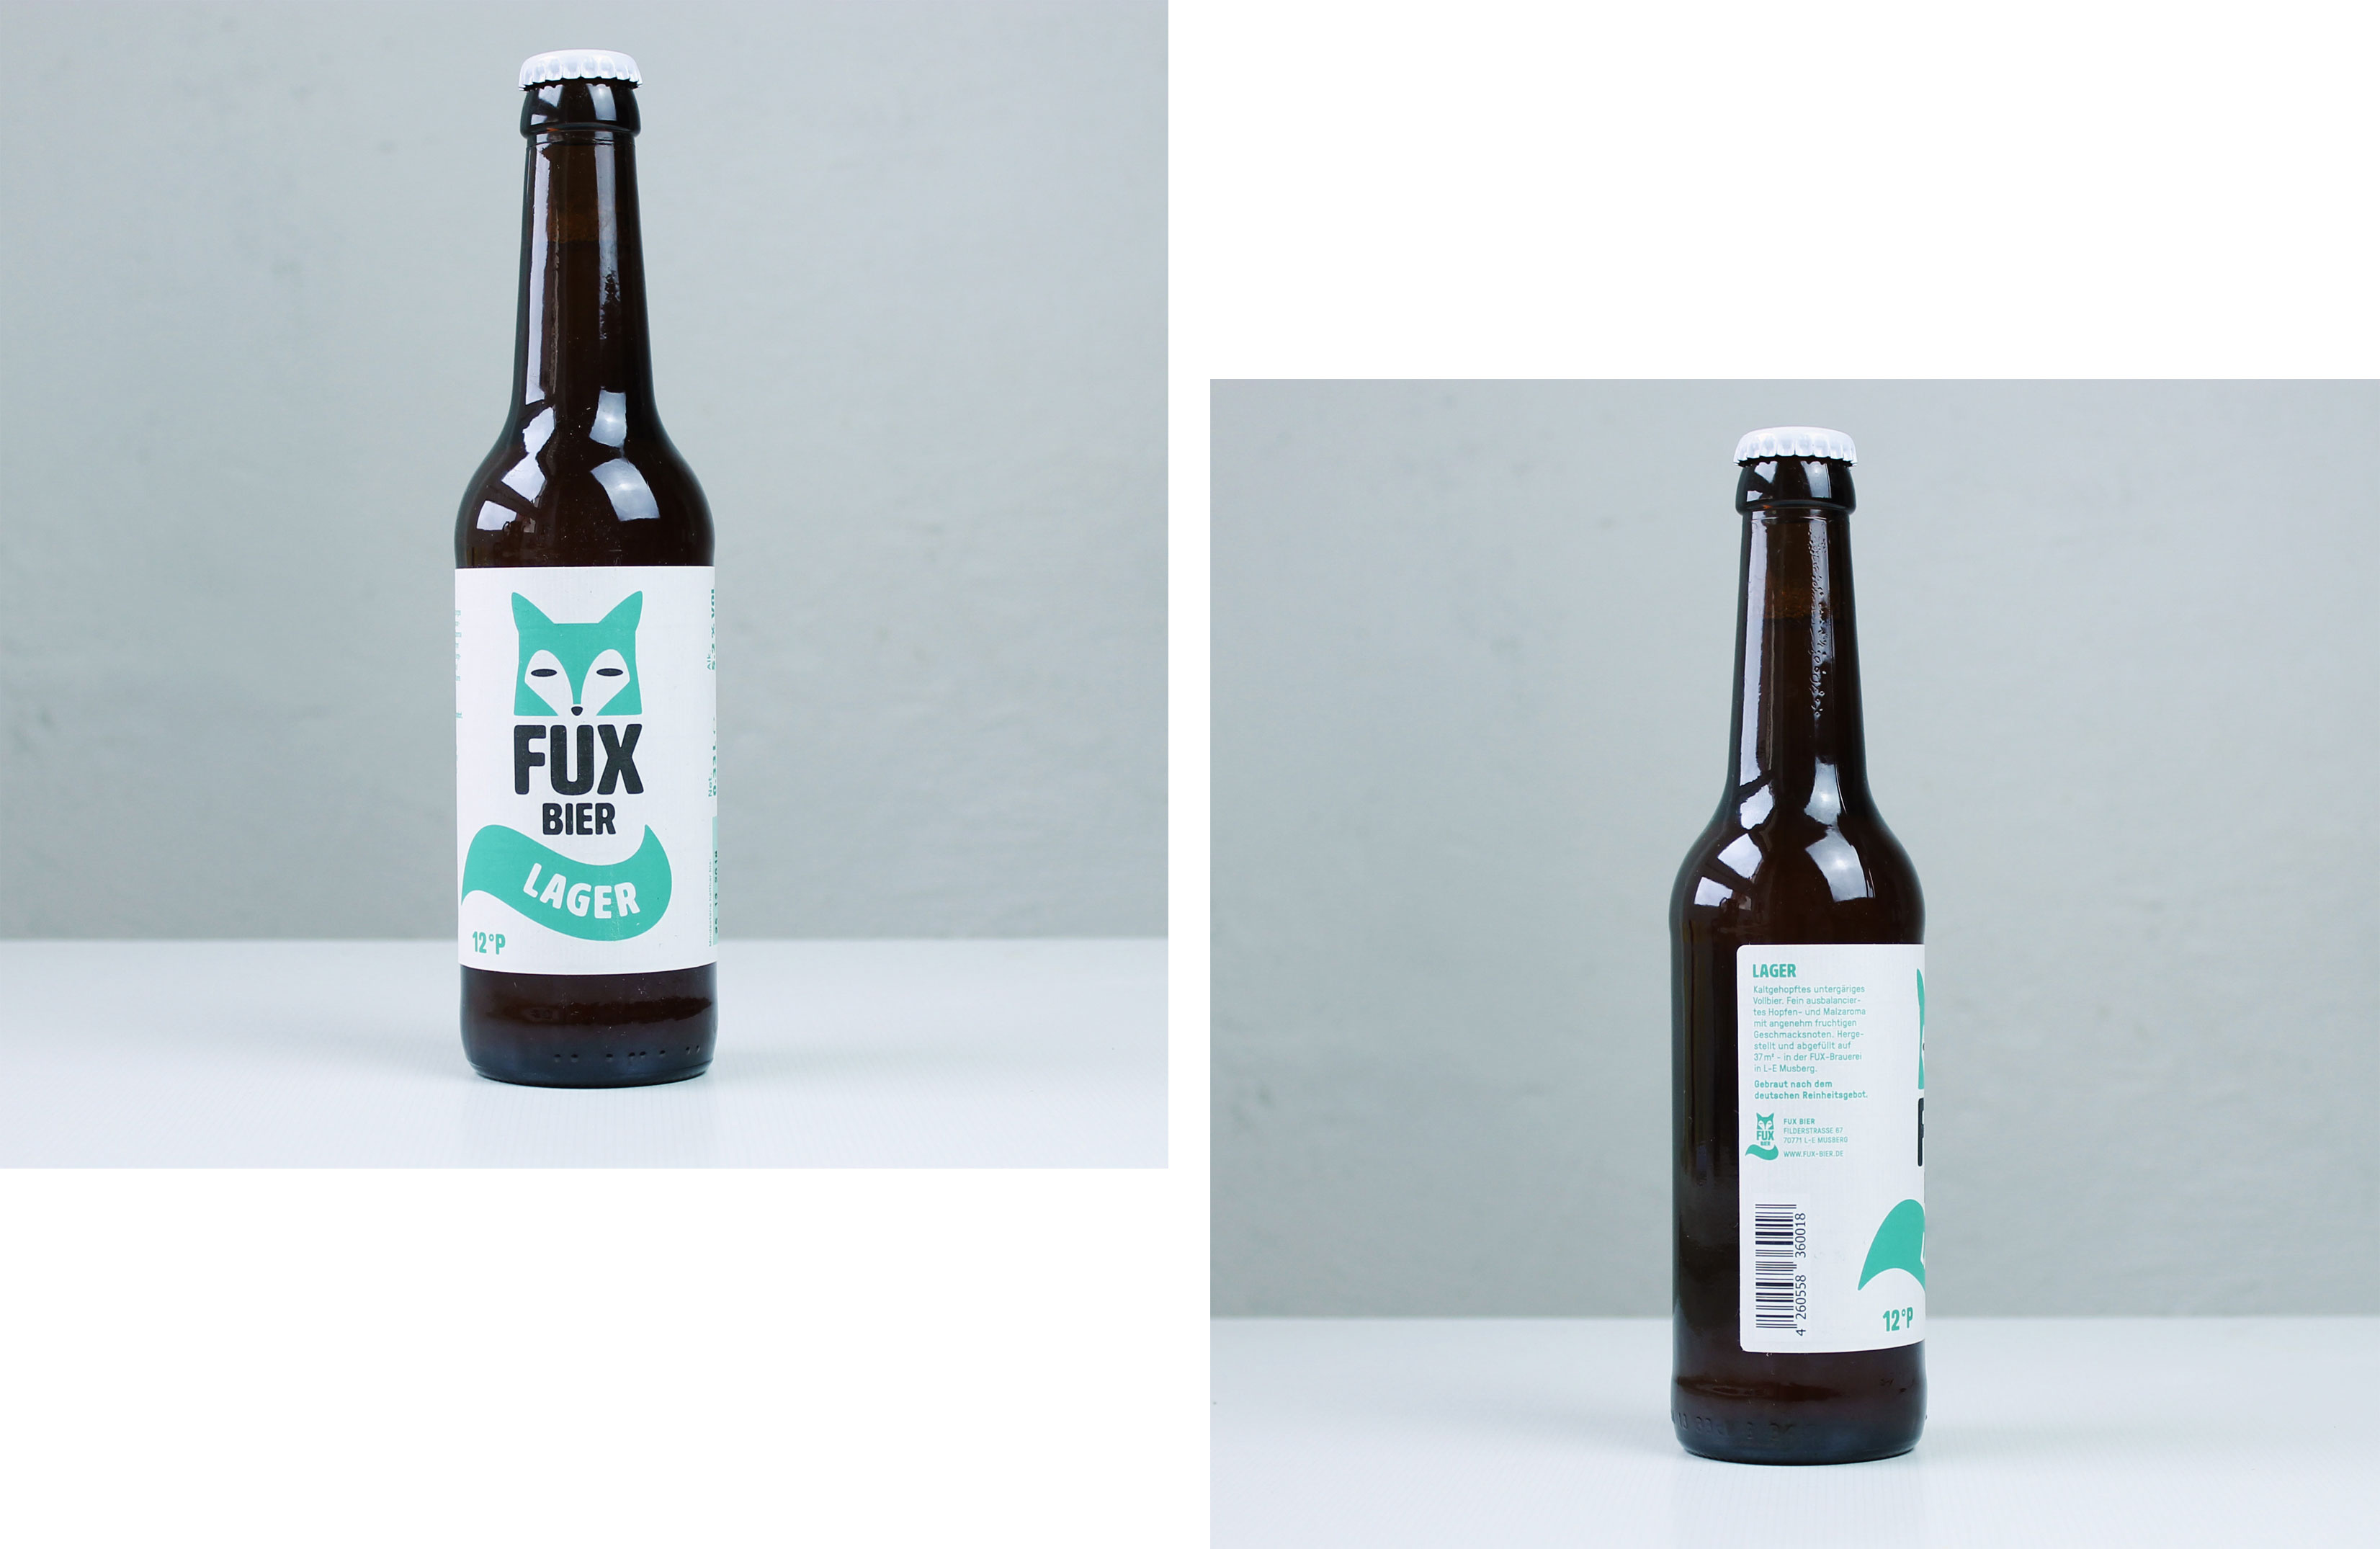 FUX
BIER
LAGER
12°P
LAGER
Kaltgehopftes untergäriges
Vollbier. Fein ausbalancier-
tes Hopfen- und Malzaroma
mit angenehm fruchtigen
Geschmacksnoten. Herge-
stellt und abgefüllt auf
37m² - in der FUX-Brauerei
in L-E Musberg.
Gebraut nach dem
deutschen Reinheitsgebot.
FUX
BIER
FUX BIER
FILDERSTRASSE 67
70771 L-E MUSBERG
WWW.FUX-BIER.DE
4 260558 360018
12°P